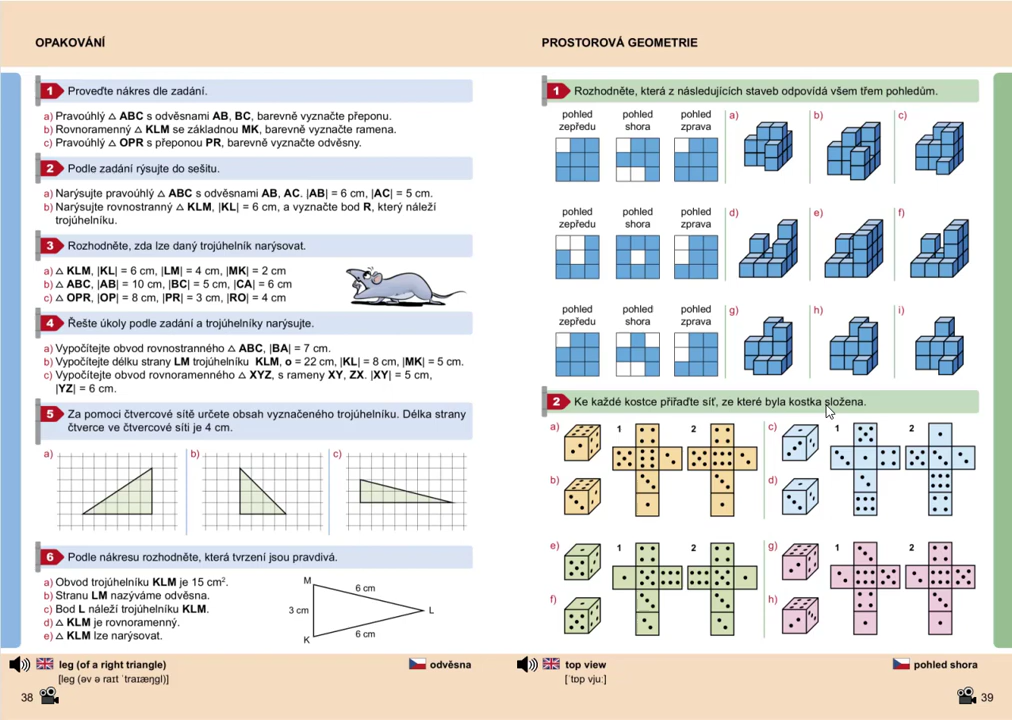 OPAKOVÁNÍ
1 Proveďte nákres dle zadání.
a) Pravoúhlý △ ABC s odvěsnami AB, BC, barevně vyznačte přeponu.
b) Rovnoramenný △ KLM se základnou MK, barevně vyznačte ramena.
c) Pravoúhlý △ OPR s přeponou PR, barevně vyznačte odvěsny.
2 Podle zadání rýsujte do sešitu.
a) Narýsujte pravoúhlý △ ABC s odvěsnami AB, AC. |AB| = 6 cm, |AC| = 5 cm.
b) Narýsujte rovnostranný △ KLM, |KL| = 6 cm, a vyznačte bod R, který náleží
trojúhelníku.
3 Rozhodněte, zda lze daný trojúhelník narýsovat.
a) △ KLM, |KL| = 6 cm, |LM| = 4 cm, |MK| = 2 cm
b) △ ABC, |AB| = 10 cm, |BC| = 5 cm, |CA| = 6 cm
c) △ OPR, |OP| = 8 cm, |PR| = 3 cm, |RO| = 4 cm
4 Řešte úkoly podle zadání a trojúhelníky narýsujte.
a) Vypočítejte obvod rovnostranného △ ABC, |BA| = 7 cm.
b) Vypočítejte délku strany LM trojúhelníku KLM, o = 22 cm, |KL| = 8 cm, |MK| = 5 cm.
c) Vypočítejte obvod rovnoramenného △ XYZ, s rameny XY, ZX. |XY| = 5 cm,
|YZ| = 6 cm.
5 Za pomoci čtvercové sítě určete obsah vyznačeného trojúhelníku. Délka strany
čtverce ve čtvercové síti je 4 cm.
a) b) c)
6 Podle nákresu rozhodněte, která tvrzení jsou pravdivá.
a) Obvod trojúhelníku KLM je 15 cm².
b) Stranu LM nazýváme odvěsna.
c) Bod L náleží trojúhelníku KLM.
d) △ KLM je rovnoramenný.
e) △ KLM lze narýsovat.
M
6 cm
3 cm
L
6 cm
K
leg (of a right triangle)
[leg (əv ə raɪt ˈtraɪæŋgl)]
odvěsna
38
PROSTOROVÁ GEOMETRIE
1 Rozhodněte, která z následujících staveb odpovídá všem třem pohledům.
pohled zepředu pohled shora pohled zprava a) b) c)
pohled zepředu pohled shora pohled zprava d) e) f)
pohled zepředu pohled shora pohled zprava g) h) i)
2 Ke každé kostce přiřaďte síť, ze které byla kostka složena.
a) 1 2 c) 1 2
b) d)
e) 1 2 g) 1 2
f) h)
top view
[ˈtɒp vjuː]
pohled shora
39